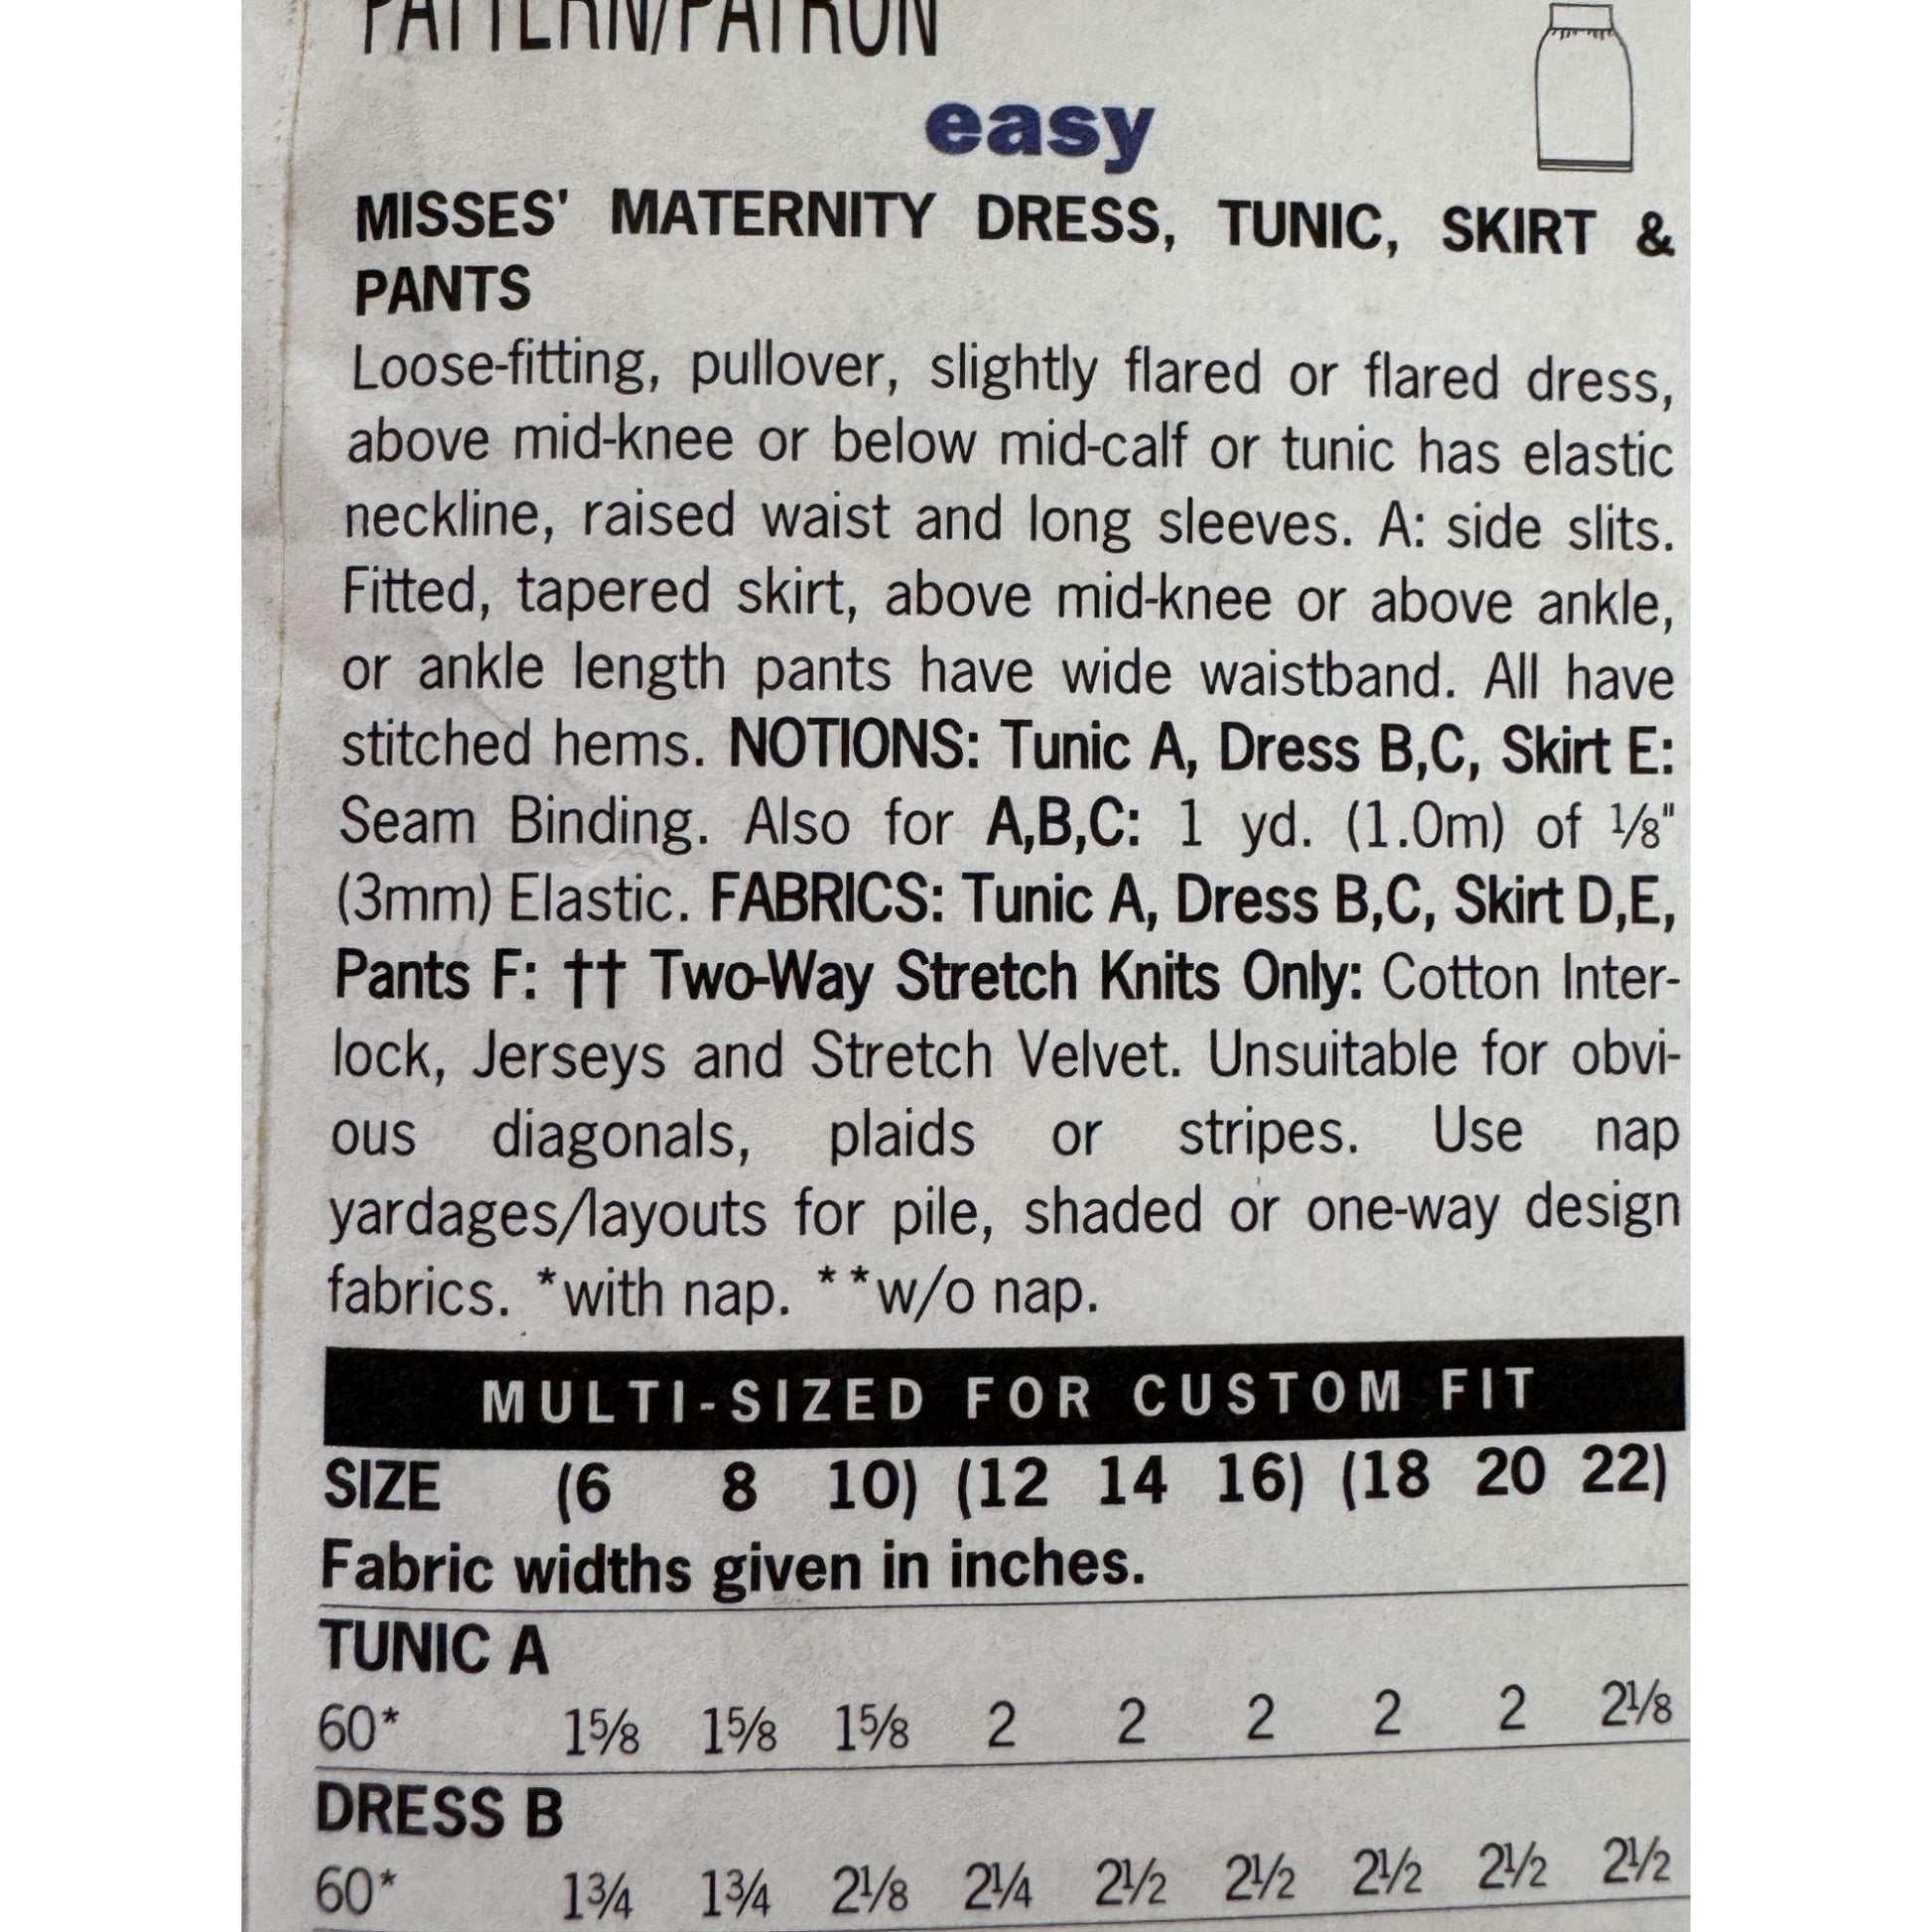 PATTERN/PATRON
easy
MISSES' MATERNITY DRESS, TUNIC, SKIRT &
PANTS
Loose-fitting, pullover, slightly flared or flared dress,
above mid-knee or below mid-calf or tunic has elastic
neckline, raised waist and long sleeves. A: side slits.
Fitted, tapered skirt, above mid-knee or above ankle,
or ankle length pants have wide waistband. All have
stitched hems. NOTIONS: Tunic A, Dress B,C, Skirt E:
Seam Binding. Also for A,B,C: 1 yd. (1.0m) of ⅛"
(3mm) Elastic. FABRICS: Tunic A, Dress B,C, Skirt D,E,
Pants F: †† Two-Way Stretch Knits Only: Cotton Inter-
lock, Jerseys and Stretch Velvet. Unsuitable for obvi-
ous diagonals, plaids or stripes. Use nap
yardages/layouts for pile, shaded or one-way design
fabrics. *with nap. **w/o nap.
MULTI-SIZED FOR CUSTOM FIT
SIZE (6 8 10) (12 14 16) (18 20 22)
Fabric widths given in inches.
TUNIC A
60* 1⅝ 1⅝ 1⅝ 2 2 2 2 2 2⅛
DRESS B
60* 1¾ 1¾ 2⅛ 2¼ 2½ 2½ 2½ 2½ 2½